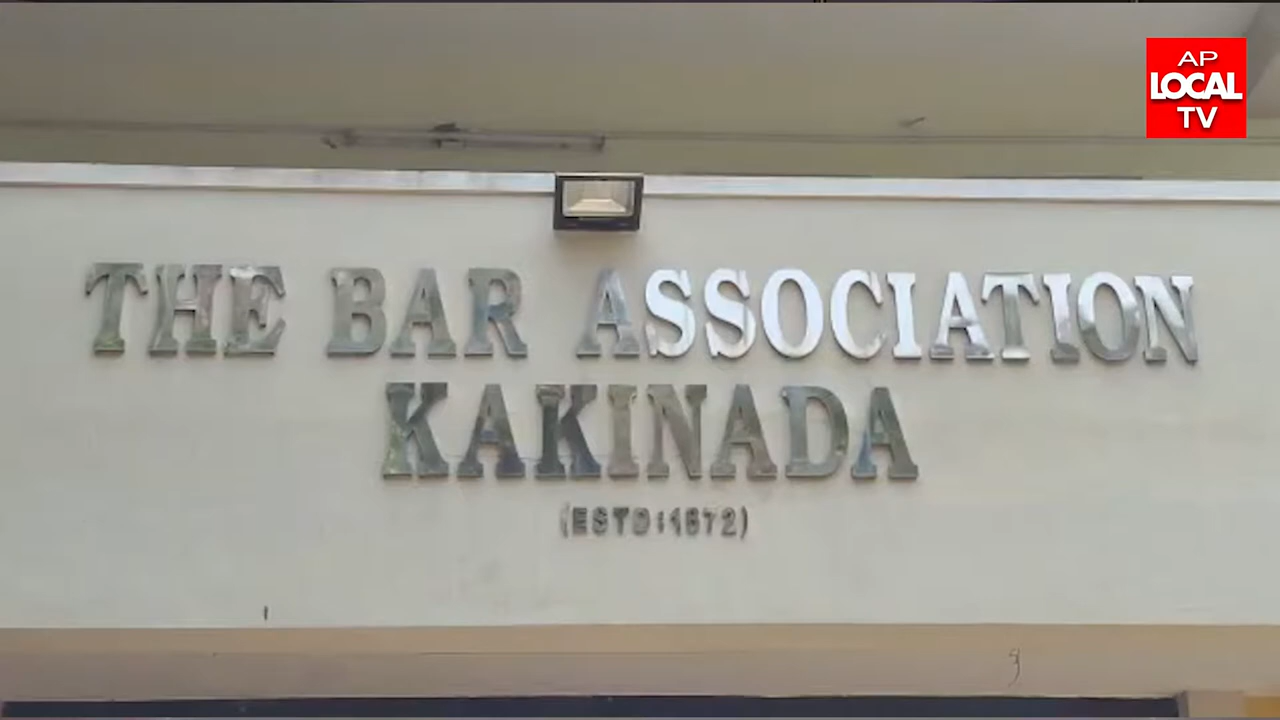 AP
LOCAL
TV
THE BAR ASSOCIATION
KAKINADA
(ESTD:1872)